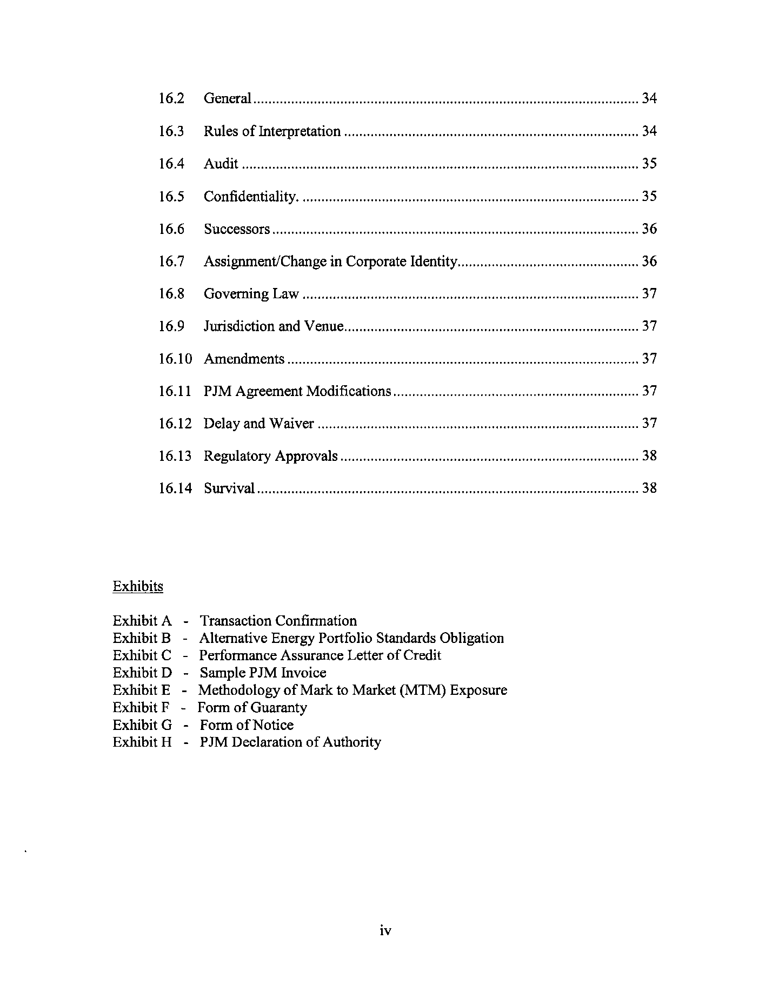 16.2 General........................................................................................................ 34
16.3 Rules of Interpretation ............................................................................... 34
16.4 Audit ........................................................................................................... 35
16.5 Confidentiality. ........................................................................................... 35
16.6 Successors................................................................................................... 36
16.7 Assignment/Change in Corporate Identity................................................ 36
16.8 Governing Law ........................................................................................... 37
16.9 Jurisdiction and Venue............................................................................... 37
16.10 Amendments ............................................................................................... 37
16.11 PJM Agreement Modifications................................................................. 37
16.12 Delay and Waiver ...................................................................................... 37
16.13 Regulatory Approvals ................................................................................ 38
16.14 Survival....................................................................................................... 38
Exhibits
Exhibit A - Transaction Confirmation
Exhibit B - Alternative Energy Portfolio Standards Obligation
Exhibit C - Performance Assurance Letter of Credit
Exhibit D - Sample PJM Invoice
Exhibit E - Methodology of Mark to Market (MTM) Exposure
Exhibit F - Form of Guaranty
Exhibit G - Form of Notice
Exhibit H - PJM Declaration of Authority
iv